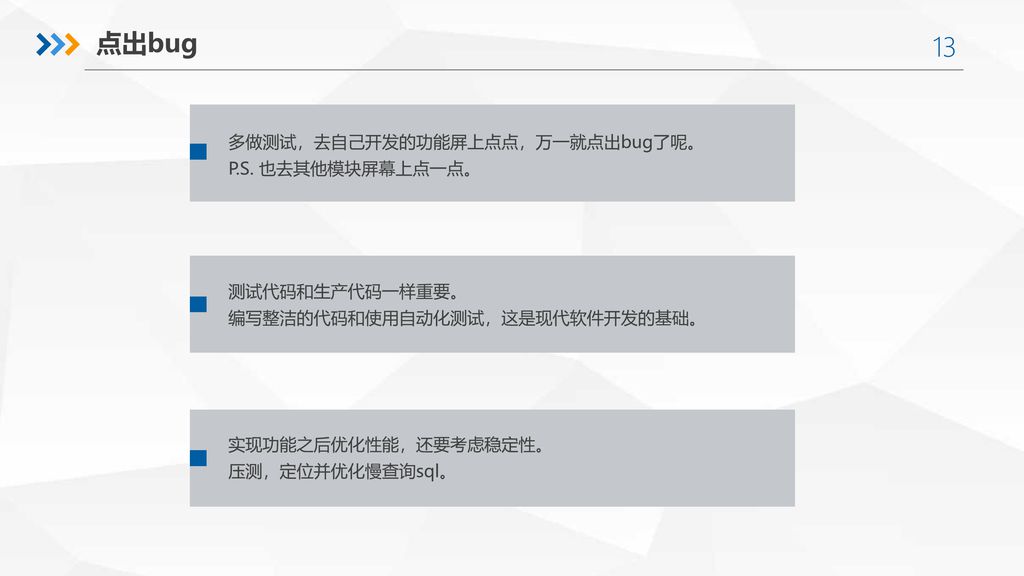 点出bug
13
多做测试，去自己开发的功能屏上点点，万一就点出bug了呢。
P.S. 也去其他模块屏幕上点一点。
测试代码和生产代码一样重要。
编写整洁的代码和使用自动化测试，这是现代软件开发的基础。
实现功能之后优化性能，还要考虑稳定性。
压测，定位并优化慢查询sql。